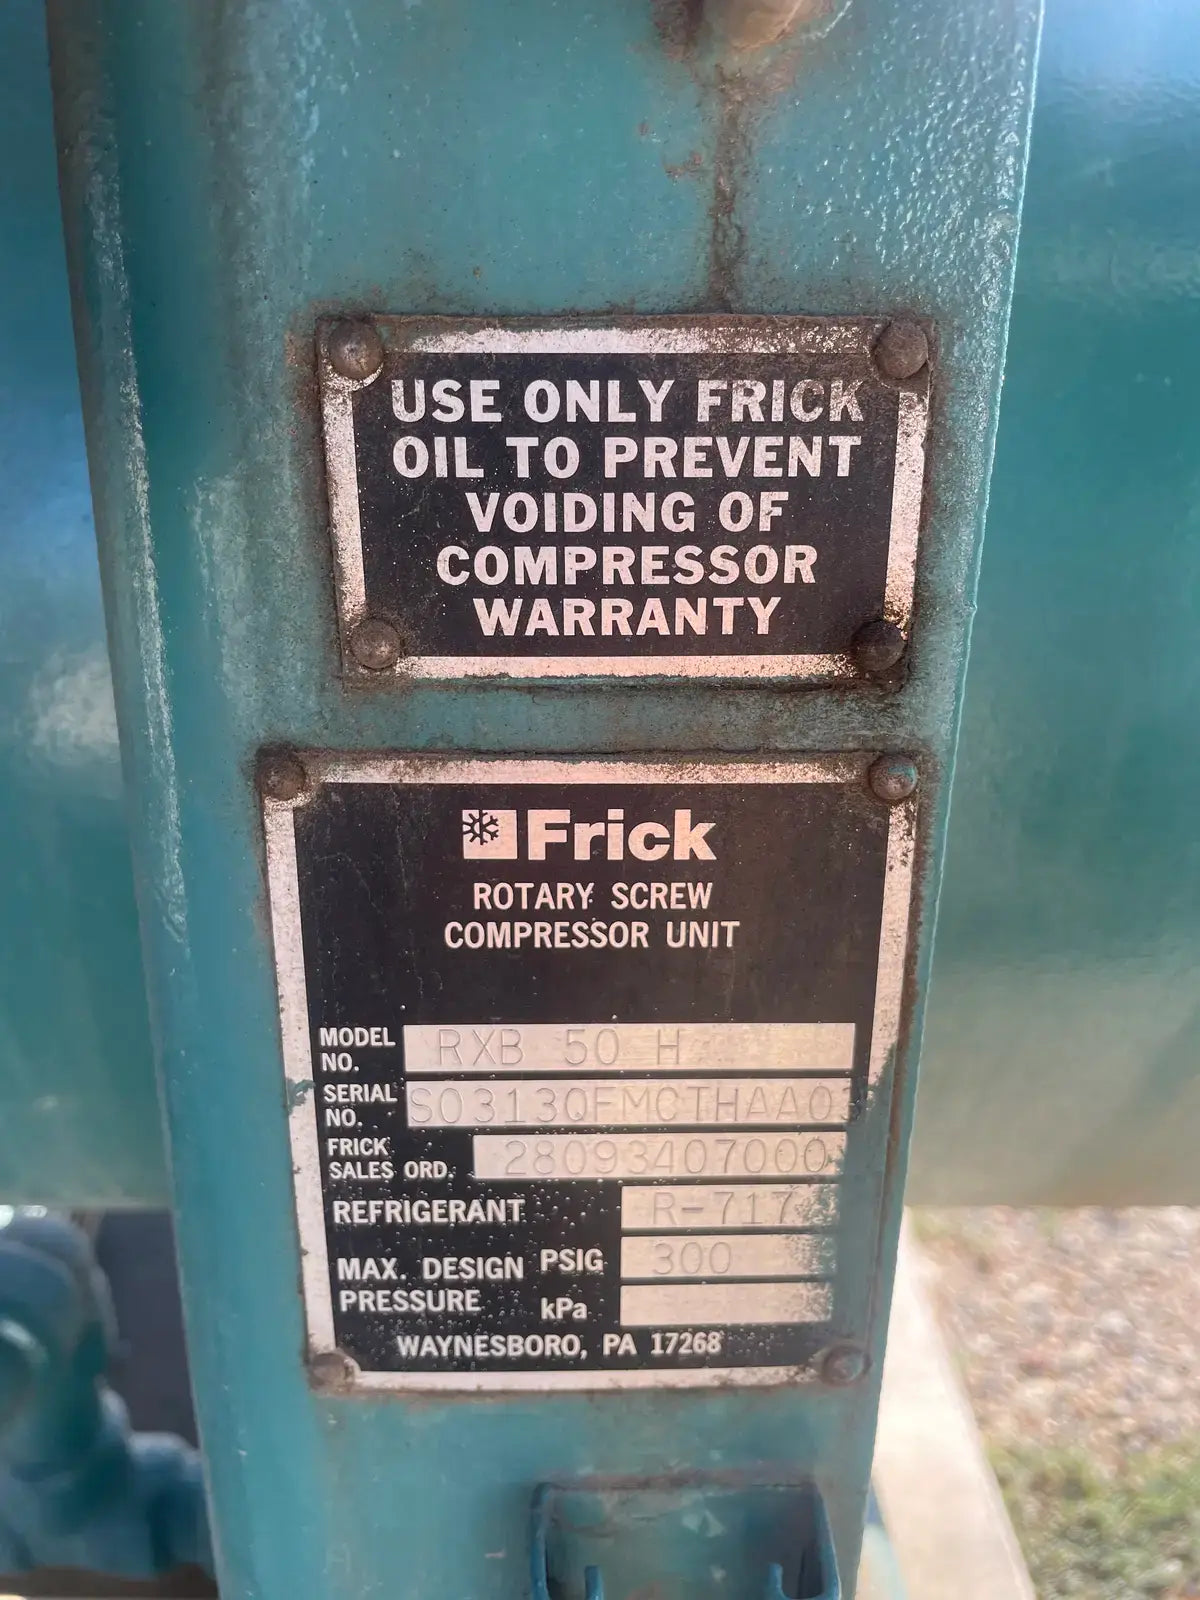 USE ONLY FRICK
OIL TO PREVENT
VOIDING OF
COMPRESSOR
WARRANTY
Frick
ROTARY SCREW
COMPRESSOR UNIT
MODEL NO. RXB 50 H
SERIAL NO.
FRICK SALES ORD. 28093407000
REFRIGERANT R-717
MAX. DESIGN PRESSURE PSIG 300
kPa
WAYNESBORO, PA 17268